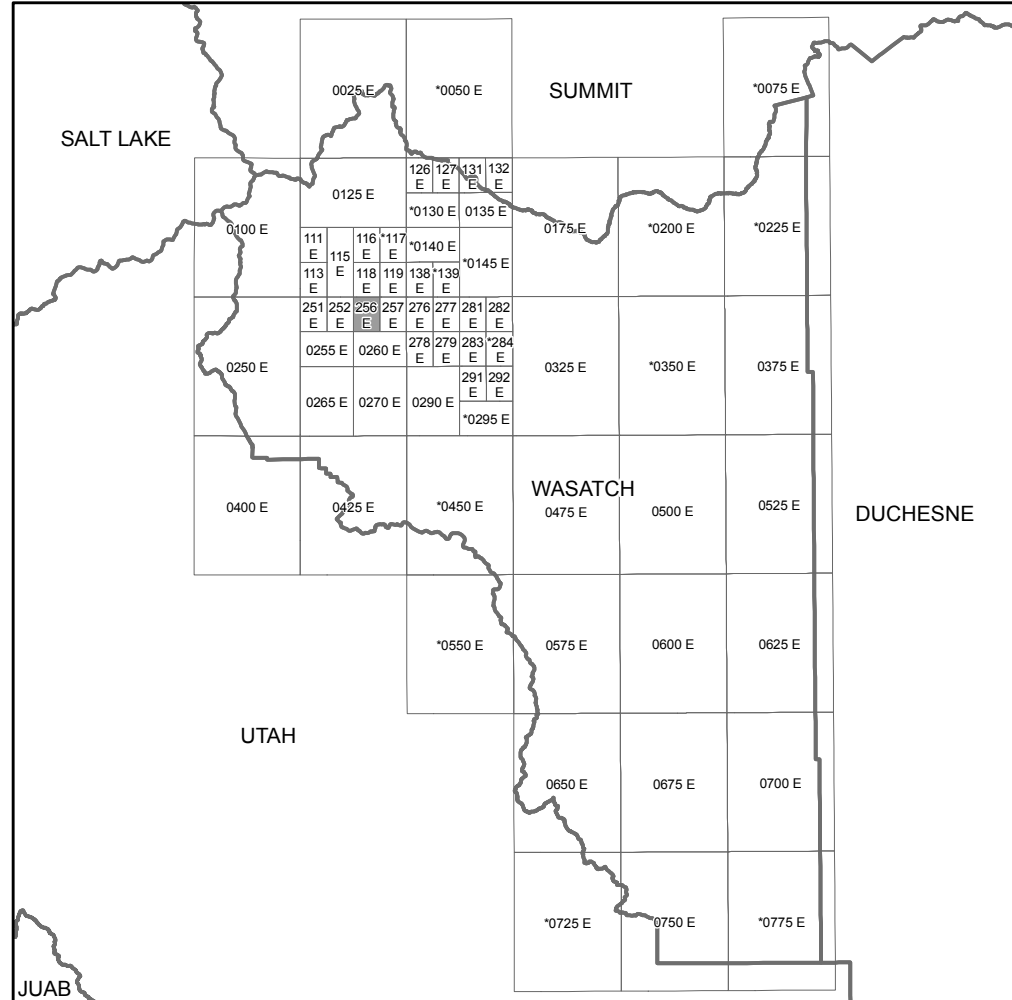 0025 E
*0050 E
SUMMIT
*0075 E
SALT LAKE
126
E
127
E
131
E
132
E
0125 E
*0130 E
0135 E
0100 E
0175 E
*0200 E
*0225 E
111
E
115
E
116
E
*117
E
*0140 E
*0145 E
113
E
118
E
119
E
138
E
*139
E
251
E
252
E
256
E
257
E
276
E
277
E
281
E
282
E
0250 E
0255 E
0260 E
278
E
279
E
283
E
*284
E
0325 E
*0350 E
0375 E
0265 E
0270 E
0290 E
291
E
292
E
*0295 E
WASATCH
0400 E
0425 E
*0450 E
0475 E
0500 E
0525 E
DUCHESNE
*0550 E
0575 E
0600 E
0625 E
UTAH
0650 E
0675 E
0700 E
*0725 E
0750 E
*0775 E
JUAB